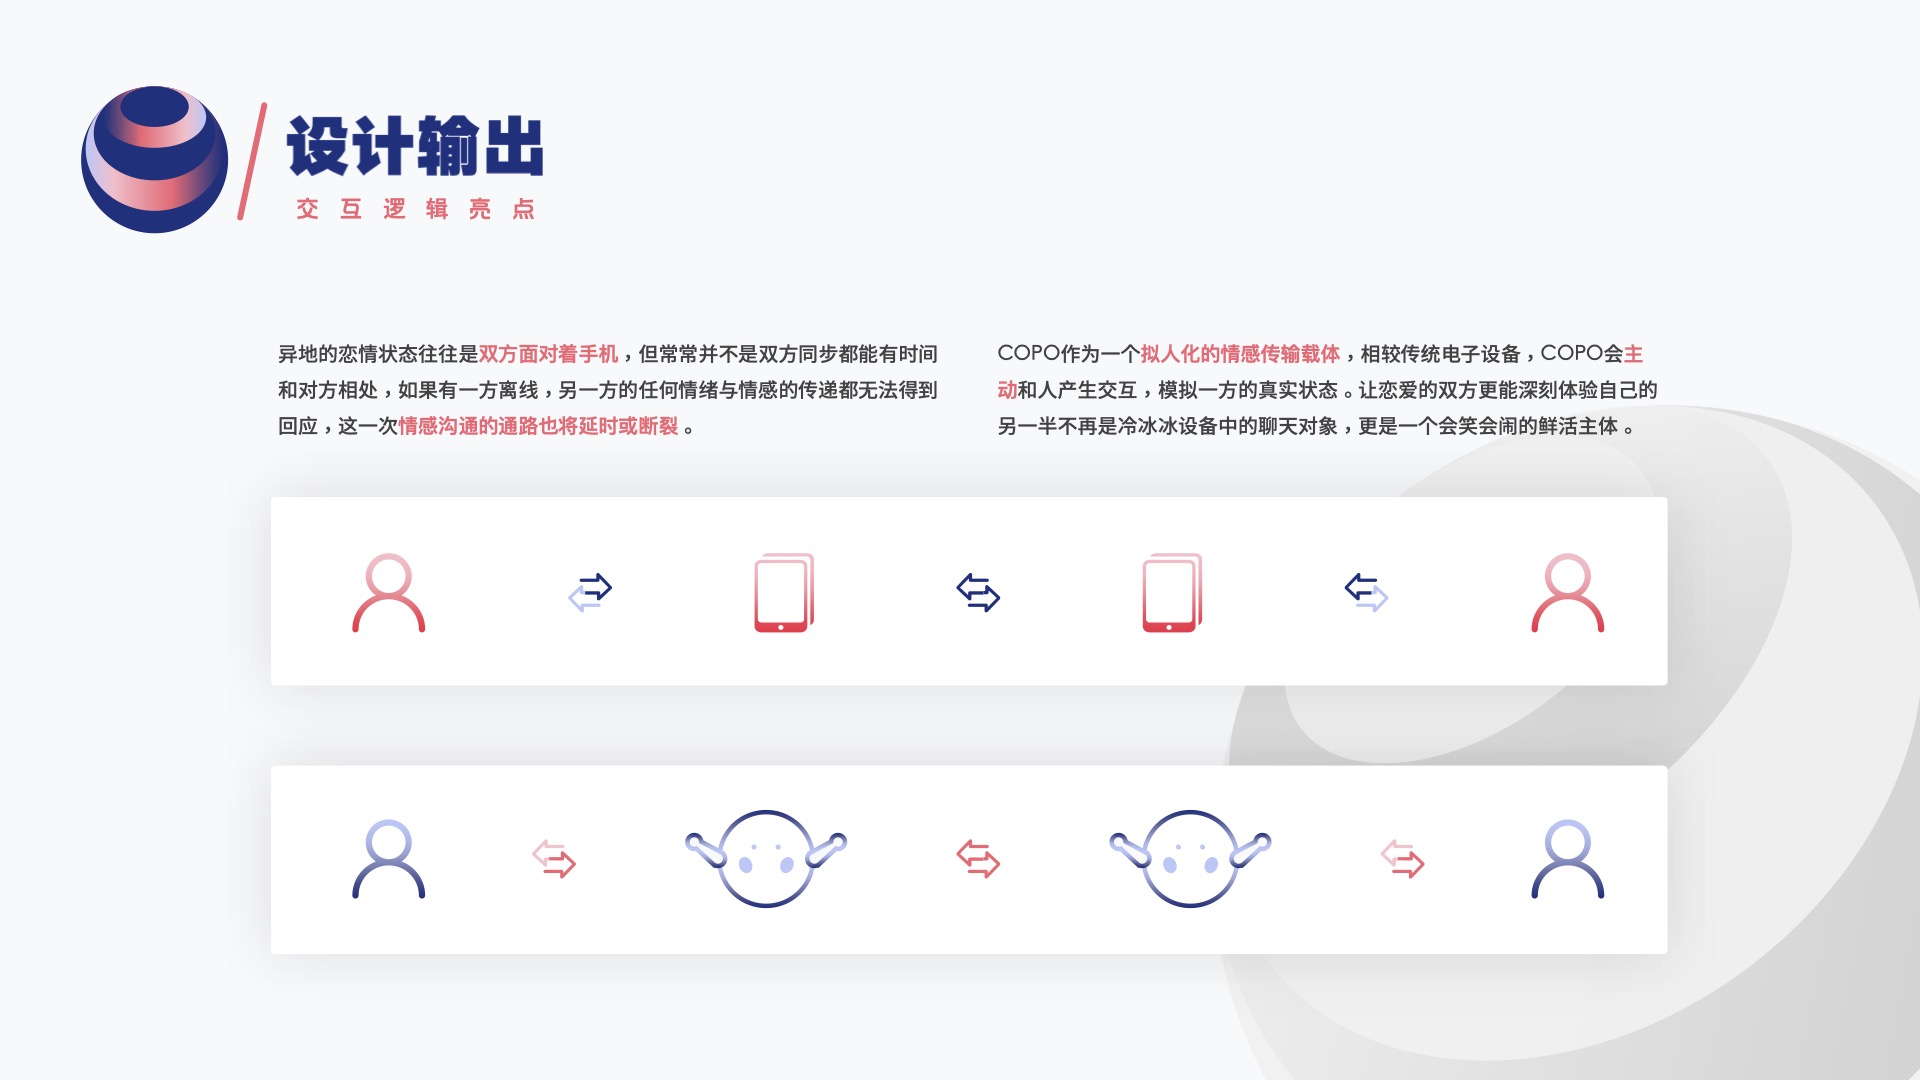 设计输出
交互逻辑亮点
异地的恋情状态往往是双方面对着手机，但常常并不是双方同步都能有时间
和对方相处，如果有一方离线，另一方的任何情绪与情感的传递都无法得到
回应，这一次情感沟通的通路也将延时或断裂。
COPO作为一个拟人化的情感传输载体，相较传统电子设备，COPO会主
动和人产生交互，模拟一方的真实状态。让恋爱的双方更能深刻体验自己的
另一半不再是冷冰冰设备中的聊天对象，更是一个会笑会闹的鲜活主体。